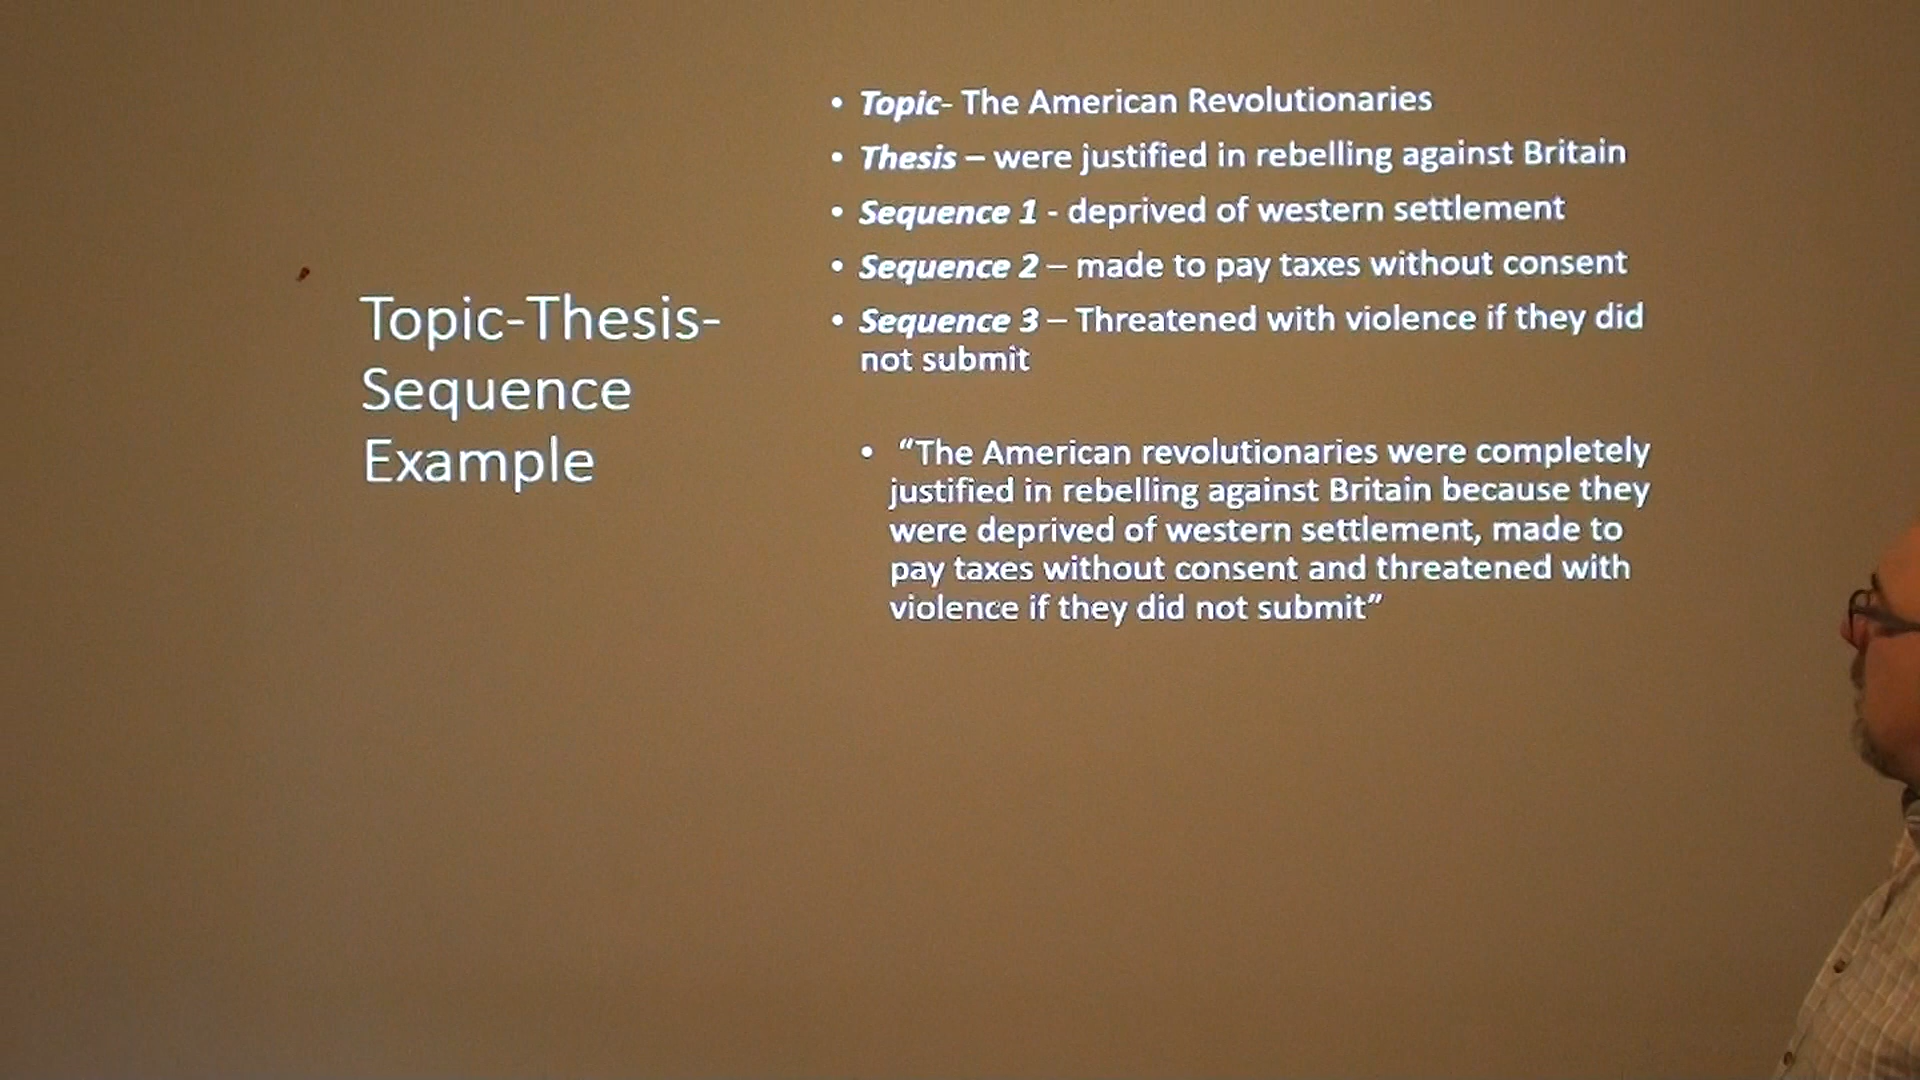 Topic-Thesis-
Sequence
Example
• Topic- The American Revolutionaries
• Thesis – were justified in rebelling against Britain
• Sequence 1 - deprived of western settlement
• Sequence 2 – made to pay taxes without consent
• Sequence 3 – Threatened with violence if they did
not submit
• “The American revolutionaries were completely
justified in rebelling against Britain because they
were deprived of western settlement, made to
pay taxes without consent and threatened with
violence if they did not submit”